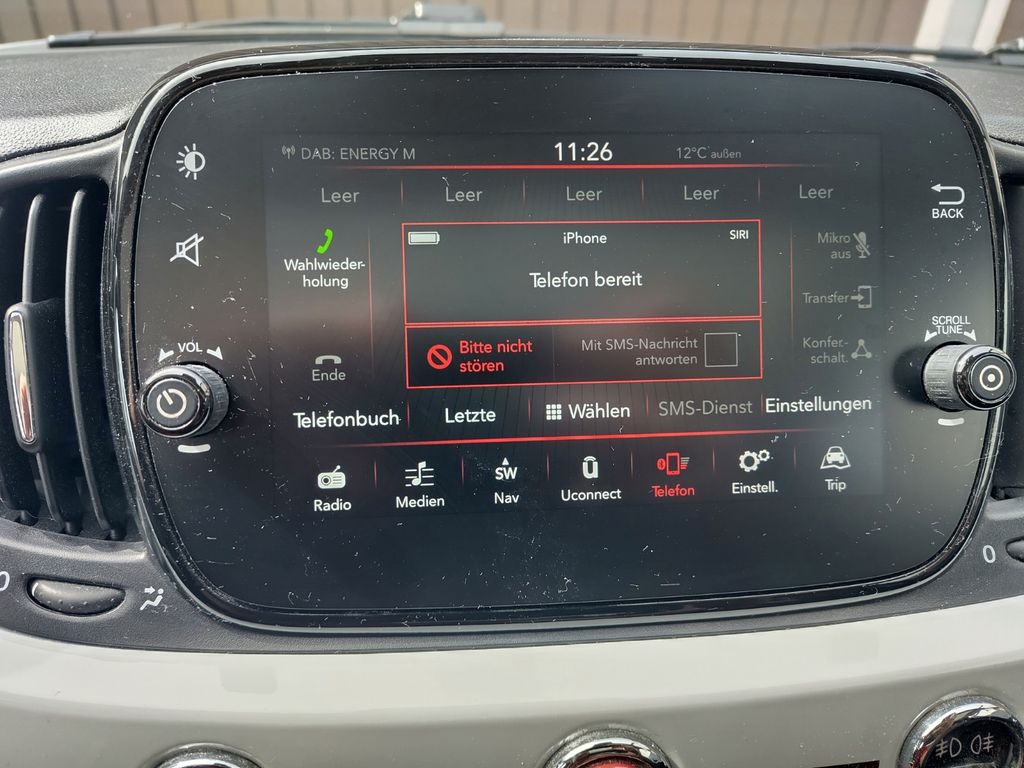 DAB: ENERGY M 11:26 12°C außen
Leer Leer Leer Leer Leer
BACK
Wahlwieder-
holung
iPhone SIRI
Telefon bereit
Mikro
aus
Transfer
SCROLL
TUNE
VOL
Bitte nicht
stören
Mit SMS-Nachricht
antworten
Konfer-
schalt.
Ende
Telefonbuch Letzte Wählen SMS-Dienst Einstellungen
Radio Medien SW Nav Uconnect Telefon Einstell. Trip
0 0